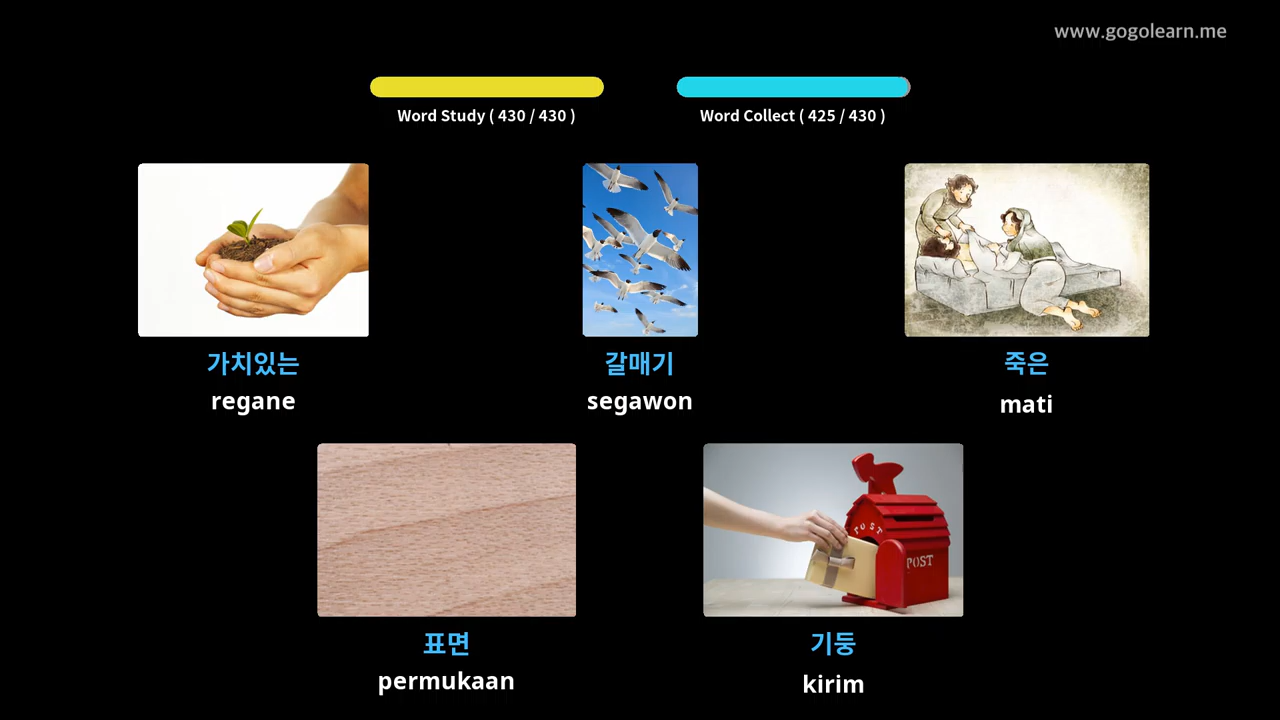 www.gogolearn.me
Word Study ( 430 / 430 )
Word Collect ( 425 / 430 )
가치있는
regane
갈매기
segawon
죽은
mati
POST
POST
표면
permukaan
기둥
kirim